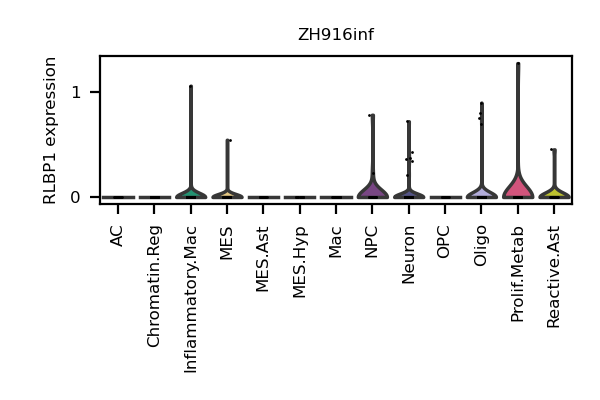 ZH916inf
RLBP1 expression
1
0
AC
Chromatin.Reg
Inflammatory.Mac
MES
MES.Ast
MES.Hyp
Mac
NPC
Neuron
OPC
Oligo
Prolif.Metab
Reactive.Ast